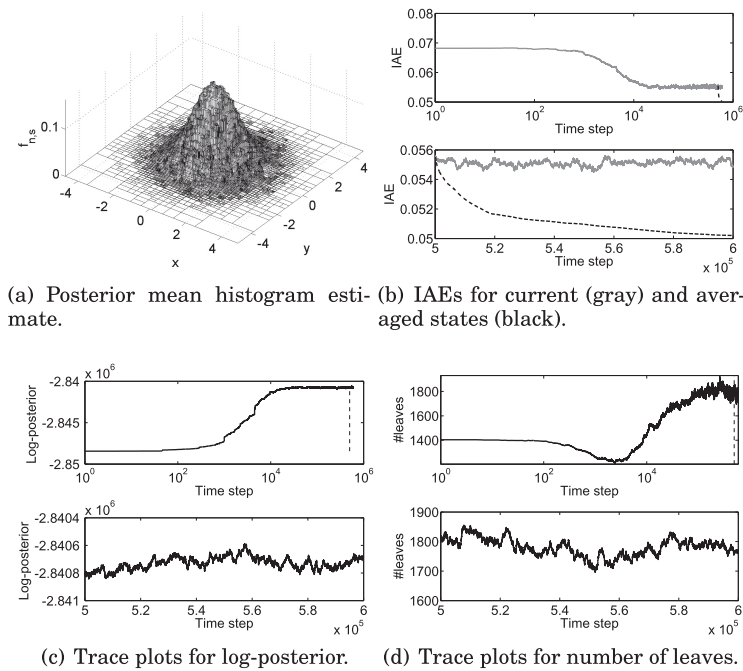 0.1
0
f_{n,s}
-4
-2
0
2
4
x
-4
-2
0
2
4
y
0.08
0.07
0.06
0.05
IAE
10^0
10^2
10^4
10^6
Time step
0.056
0.054
0.052
0.05
IAE
5
5.2
5.4
5.6
5.8
6
Time step
x 10^5
(a) Posterior mean histogram esti-
mate.
(b) IAEs for current (gray) and aver-
aged states (black).
x 10^6
-2.84
-2.845
-2.85
Log-posterior
10^0
10^2
10^4
10^6
Time step
x 10^6
-2.8404
-2.8406
-2.8408
-2.841
Log-posterior
5
5.2
5.4
5.6
5.8
6
Time step
x 10^5
1800
1600
1400
#leaves
10^0
10^2
10^4
Time step
1900
1800
1700
1600
#leaves
5
5.2
5.4
5.6
5.8
6
Time step
x 10^5
(c) Trace plots for log-posterior.
(d) Trace plots for number of leaves.